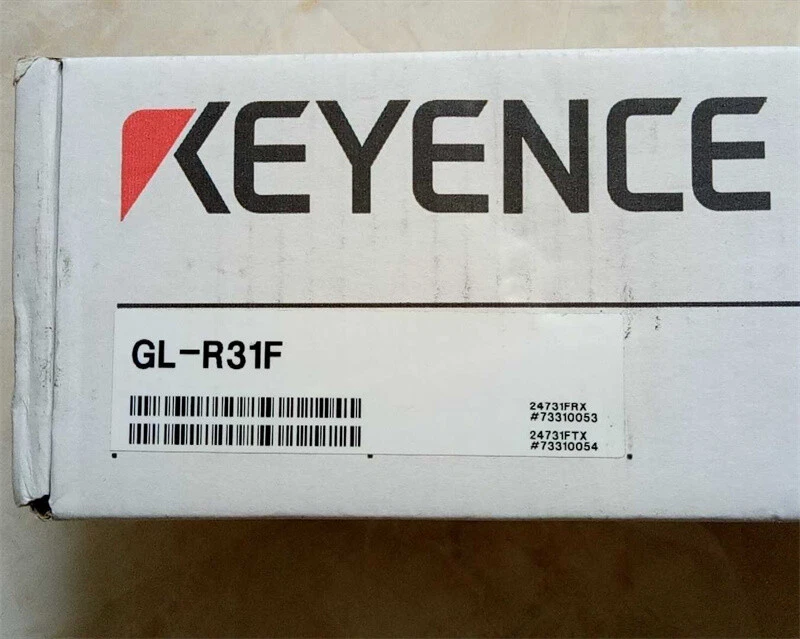 KEYENCE
GL-R31F
24731FRX
#73310053
24731FTX
#73310054